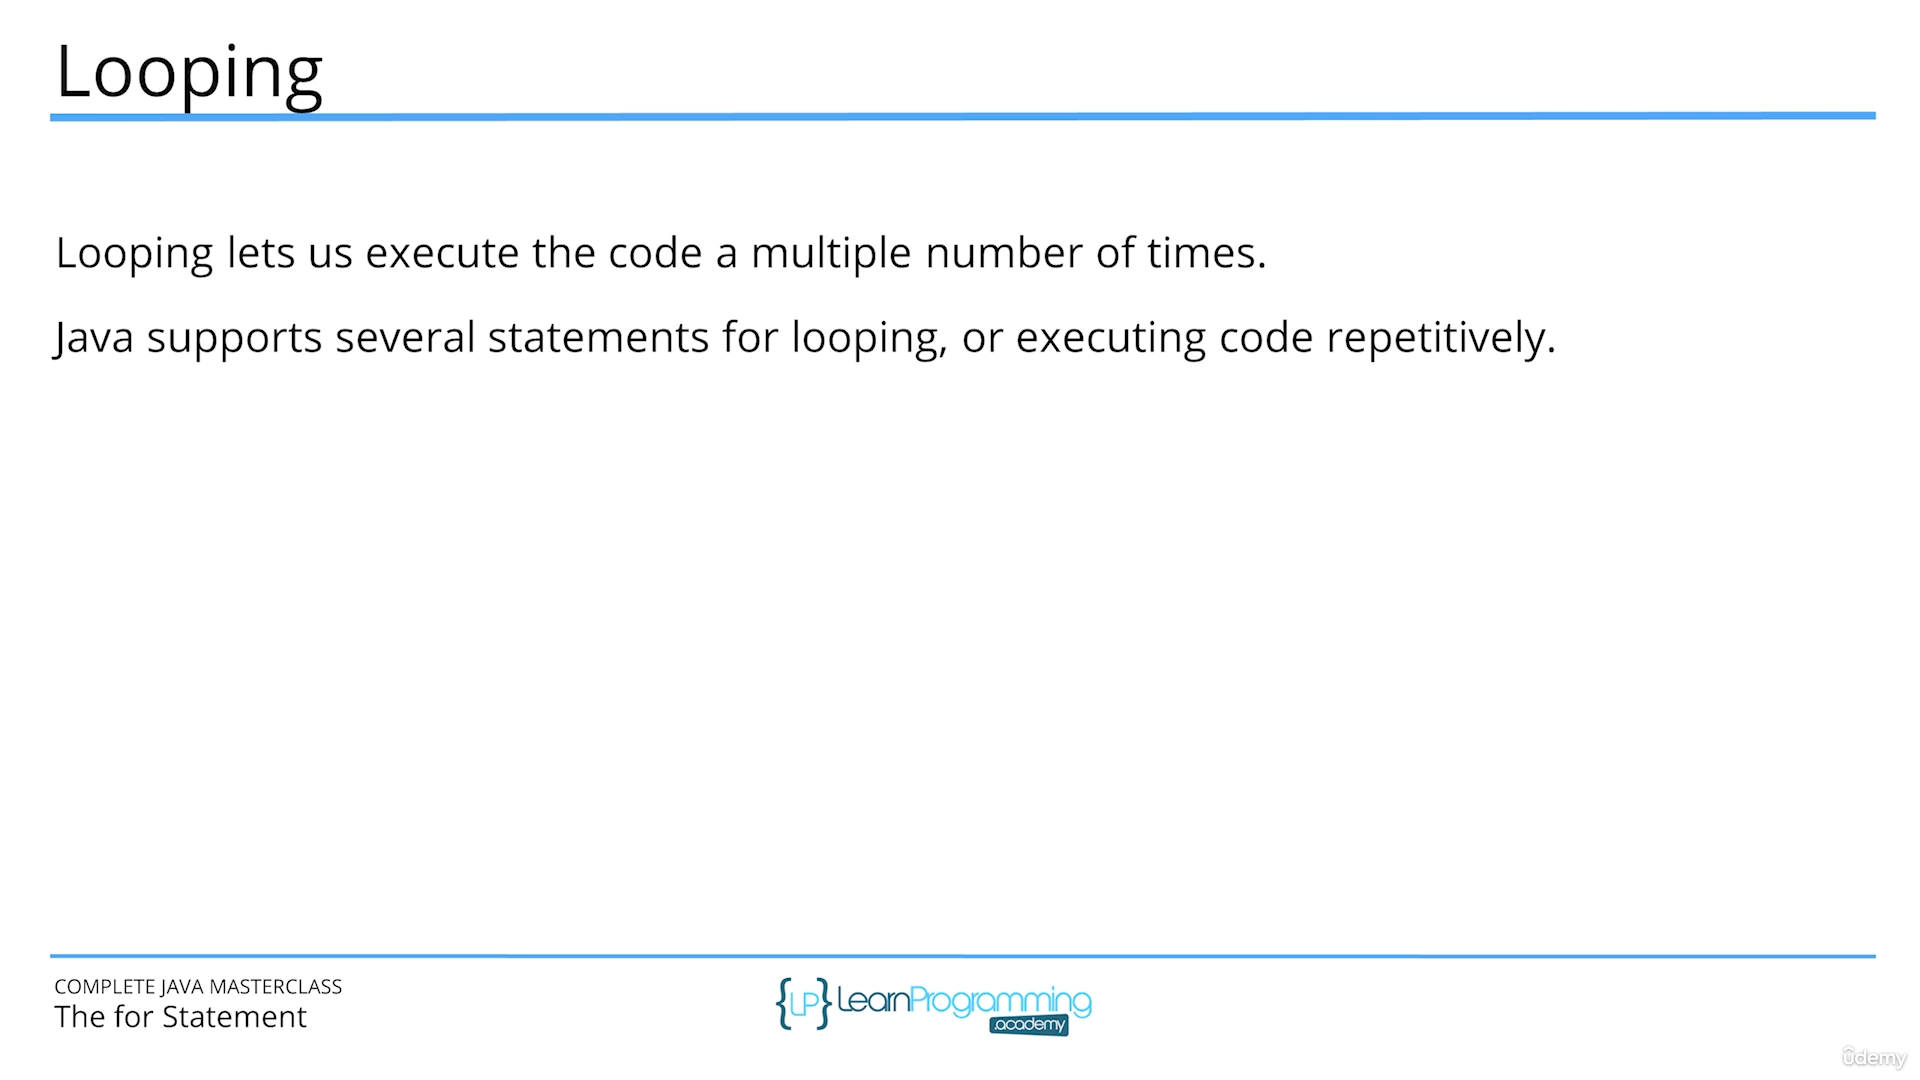 Looping
Looping lets us execute the code a multiple number of times.
Java supports several statements for looping, or executing code repetitively.
COMPLETE JAVA MASTERCLASS
The for Statement
{LP} LearnProgramming
.academy
ûdemy